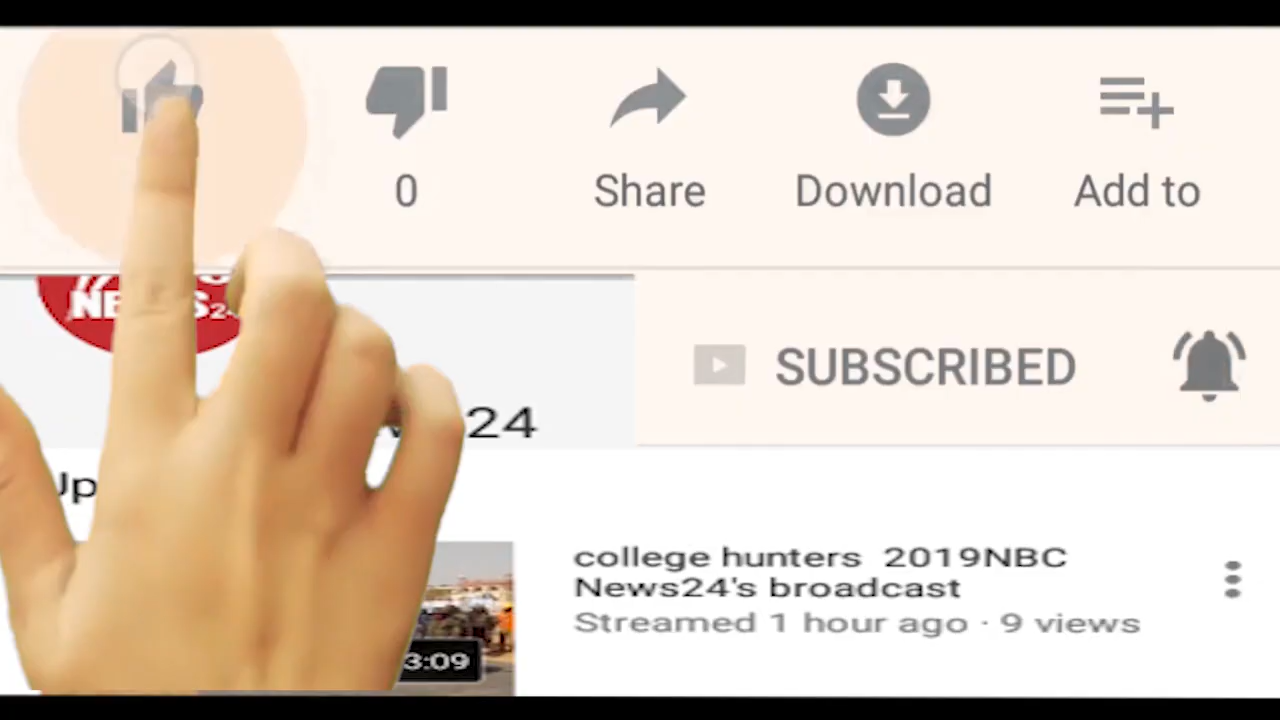 0
Share
Download
Add to
SUBSCRIBED
24
college hunters 2019NBC
News24's broadcast
Streamed 1 hour ago · 9 views
3:09